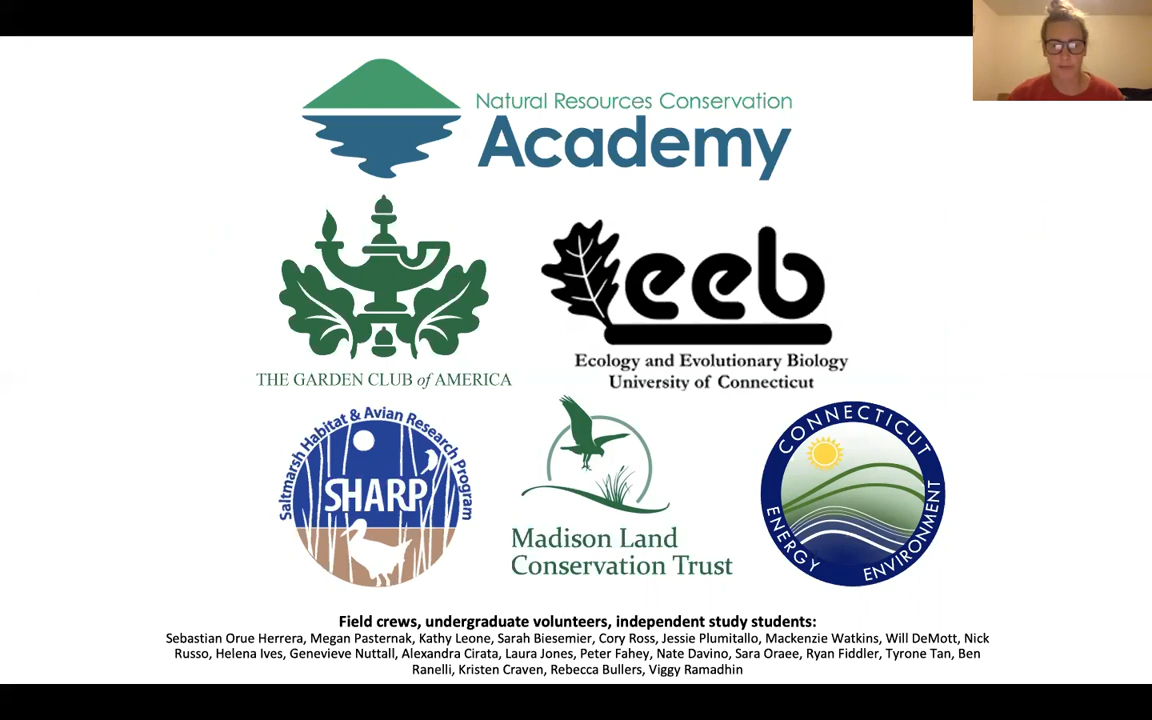 Natural Resources Conservation
Academy
eeb
THE GARDEN CLUB of AMERICA
Ecology and Evolutionary Biology
University of Connecticut
Saltmarsh Habitat & Avian Research Program
SHARP
Madison Land
Conservation Trust
CONNECTICUT
ENERGY
ENVIRONMENT
Field crews, undergraduate volunteers, independent study students:
Sebastian Orue Herrera, Megan Pasternak, Kathy Leone, Sarah Biesemier, Cory Ross, Jessie Plumitallo, Mackenzie Watkins, Will DeMott, Nick
Russo, Helena Ives, Genevieve Nuttall, Alexandra Cirata, Laura Jones, Peter Fahey, Nate Davino, Sara Oraee, Ryan Fiddler, Tyrone Tan, Ben
Ranelli, Kristen Craven, Rebecca Bullers, Viggy Ramadhin